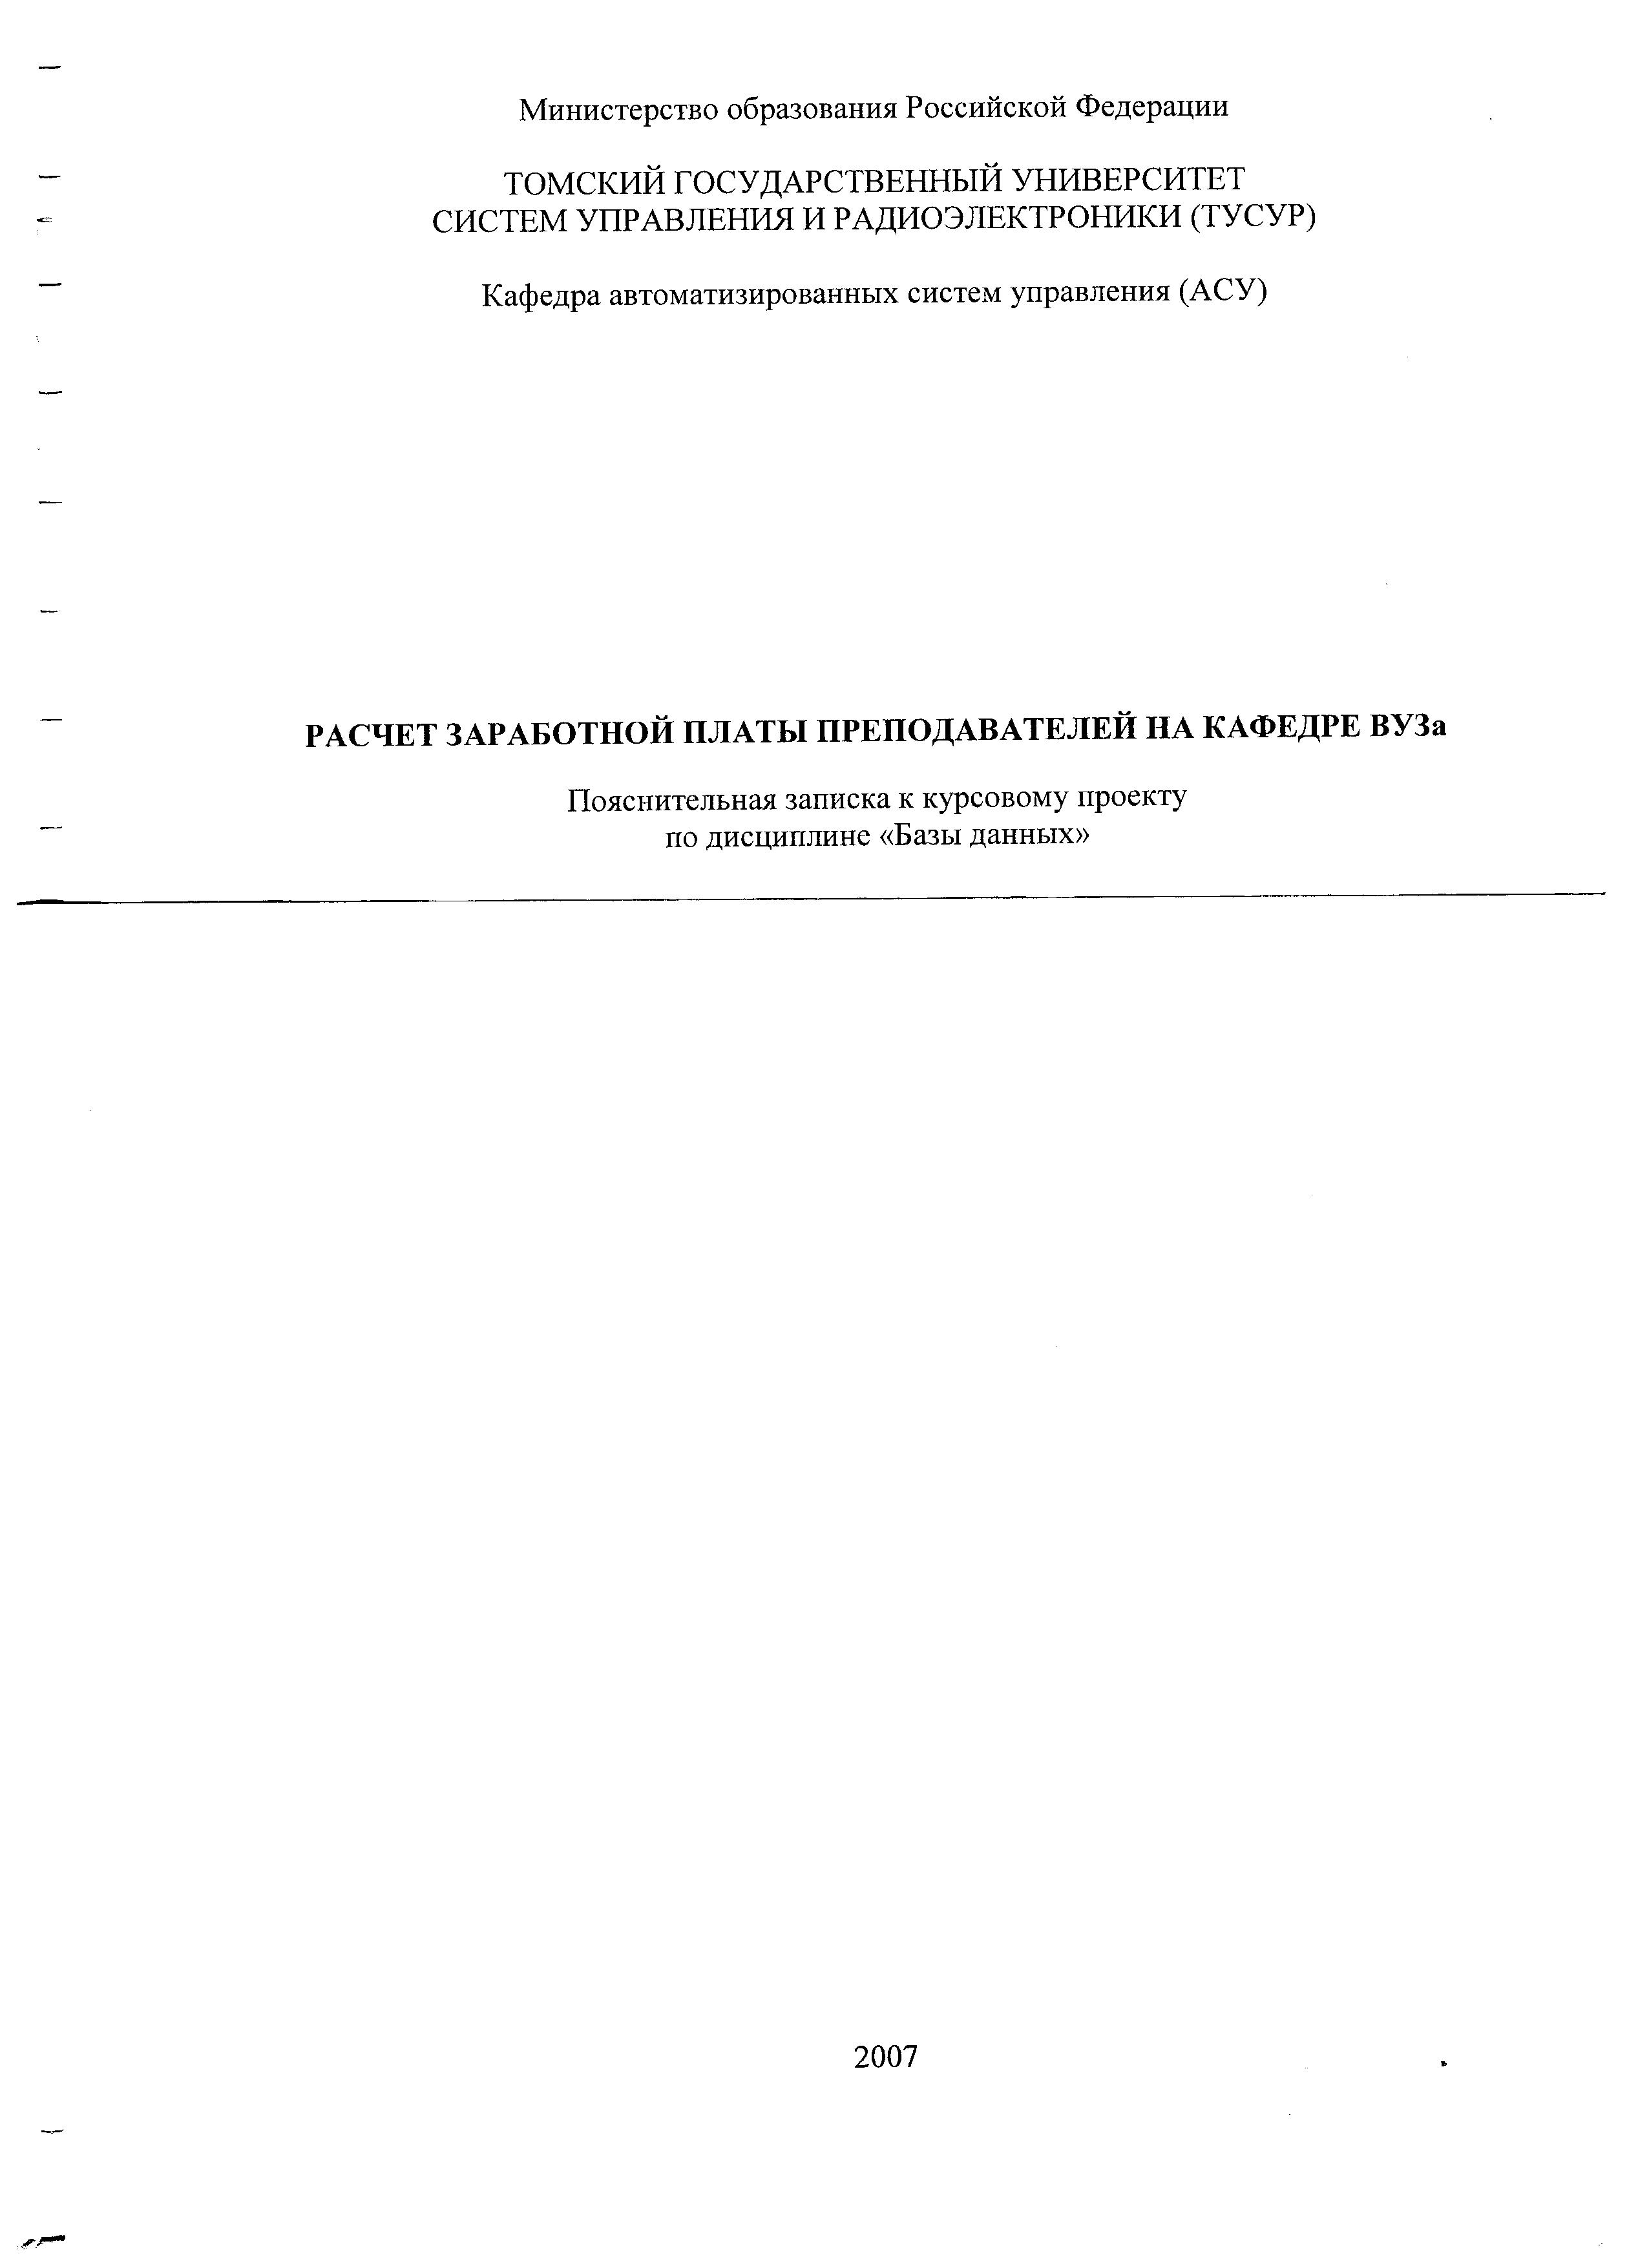 Министерство образования Российской Федерации
ТОМСКИЙ ГОСУДАРСТВЕННЫЙ УНИВЕРСИТЕТ
СИСТЕМ УПРАВЛЕНИЯ И РАДИОЭЛЕКТРОНИКИ (ТУСУР)
Кафедра автоматизированных систем управления (АСУ)
РАСЧЕТ ЗАРАБОТНОЙ ПЛАТЫ ПРЕПОДАВАТЕЛЕЙ НА КАФЕДРЕ ВУЗа
Пояснительная записка к курсовому проекту
по дисциплине «Базы данных»
2007